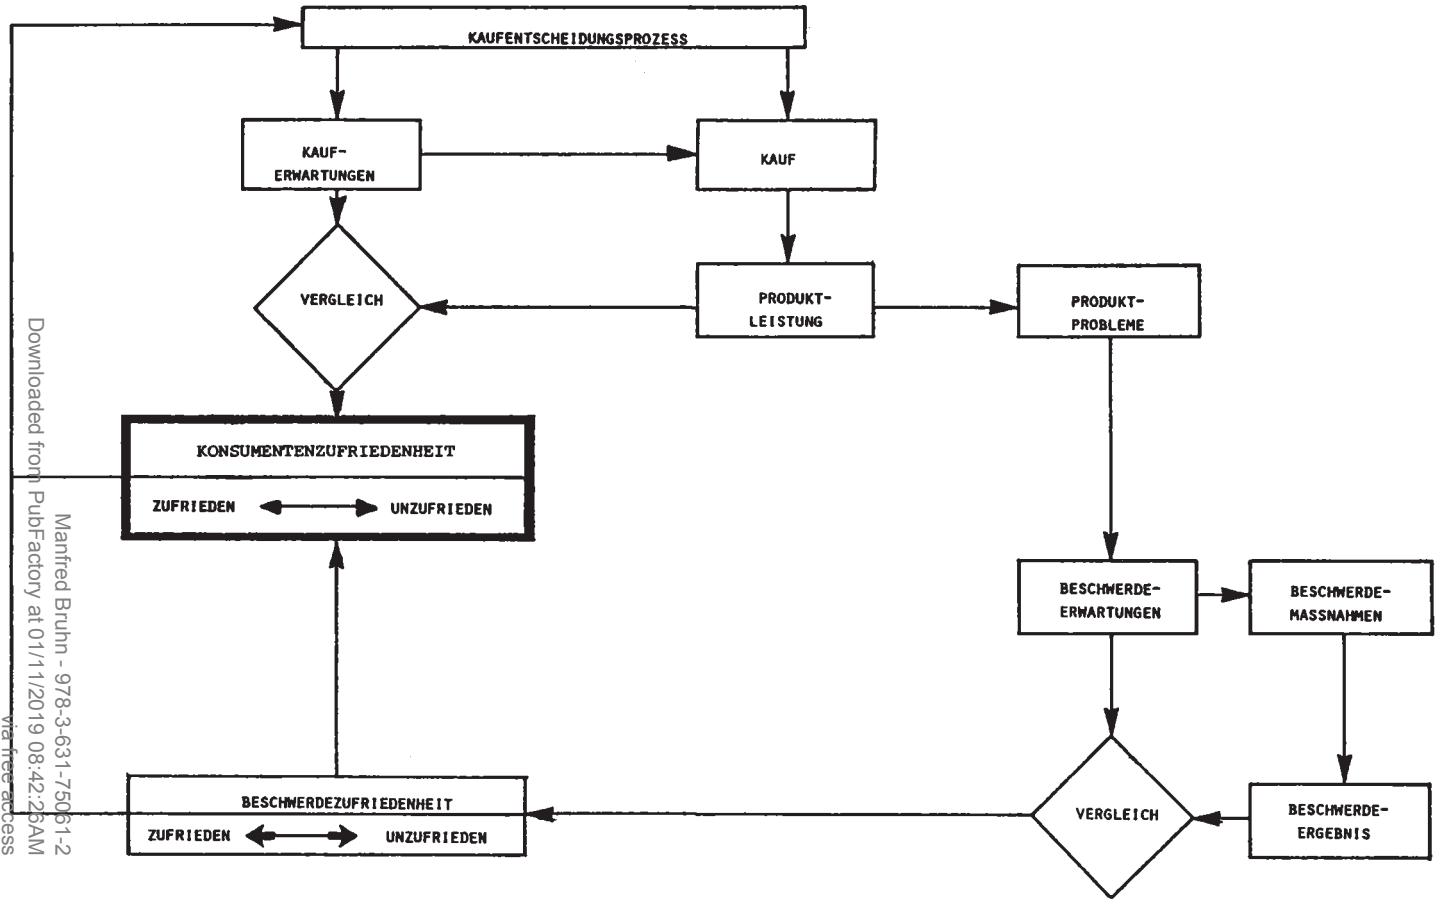 KAUFENTSCHEIDUNGSPROZESS
KAUF-
ERWARTUNGEN
KAUF
VERGLEICH
PRODUKT-
LEISTUNG
PRODUKT-
PROBLEME
KONSUMENTENZUFRIEDENHEIT
ZUFRIEDEN UNZUFRIEDEN
BESCHWERDE-
ERWARTUNGEN
BESCHWERDE-
MASSNAHMEN
BESCHWERDEZUFRIEDENHEIT
ZUFRIEDEN UNZUFRIEDEN
VERGLEICH
BESCHWERDE-
ERGEBNIS
Manfred Bruhn - 978-3-631-75061-2
Downloaded from PubFactory at 01/11/2019 08:42:26AM
via free access